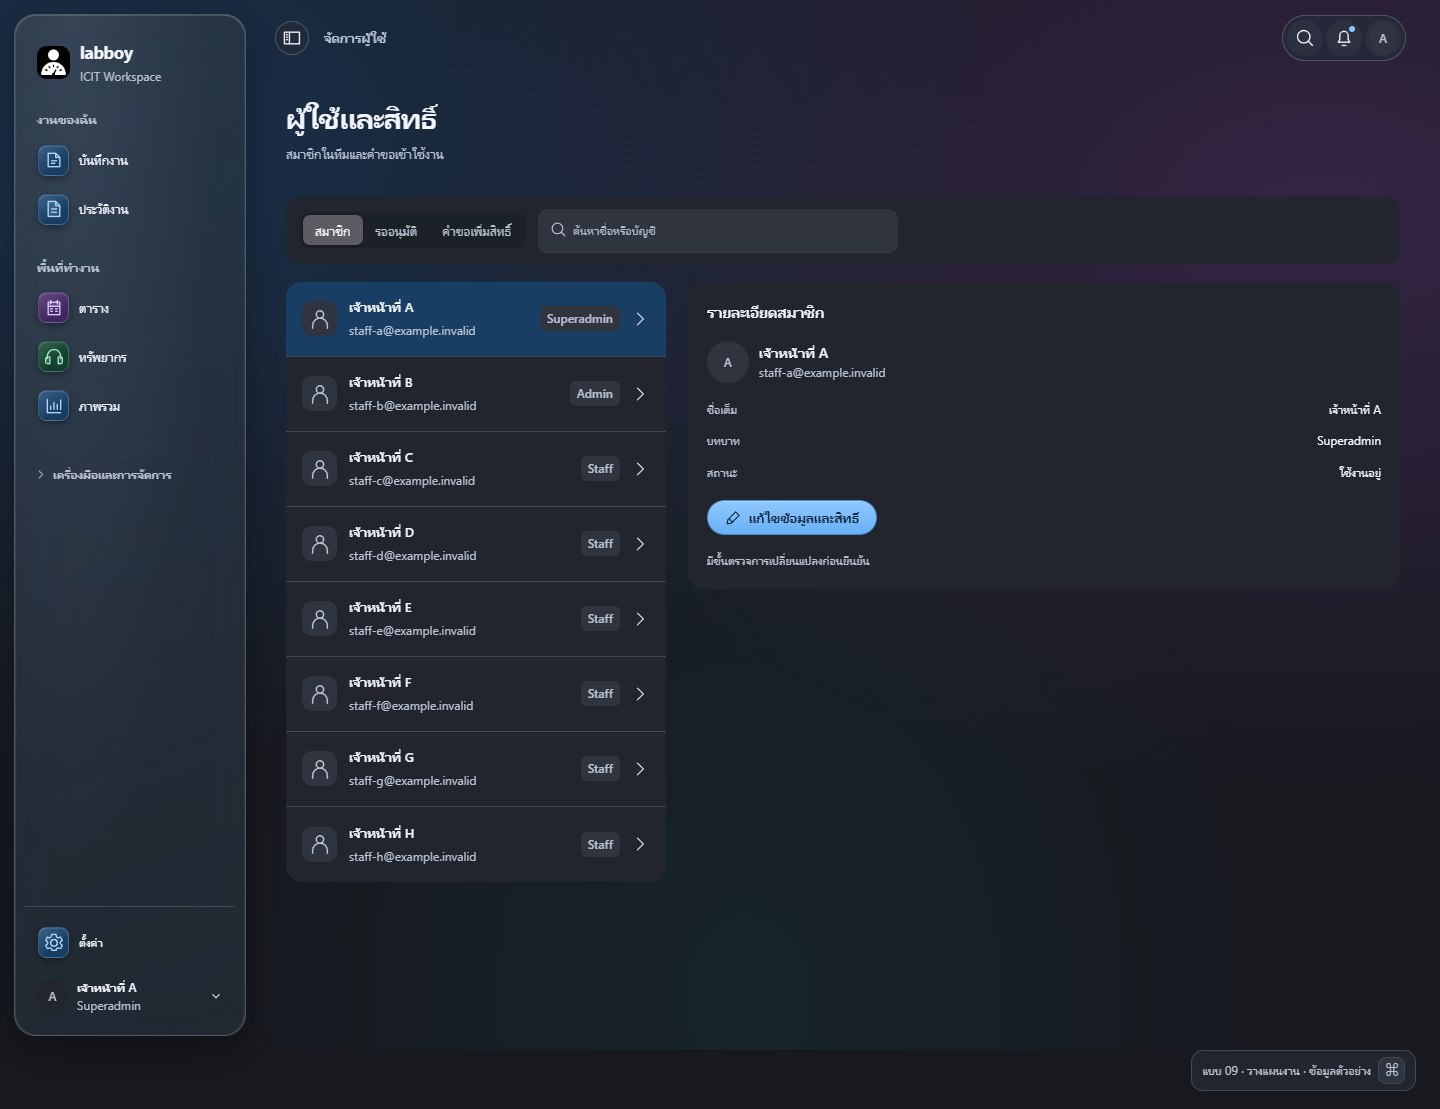 labboy
ICIT Workspace
งานของฉัน
บันทึกงาน
ประวัติงาน
พื้นที่ทำงาน
ตาราง
ทรัพยากร
ภาพรวม
เครื่องมือและการจัดการ
ตั้งค่า
A
เจ้าหน้าที่ A
Superadmin
จัดการผู้ใช้
A
ผู้ใช้และสิทธิ์
สมาชิกในทีมและคำขอเข้าใช้งาน
สมาชิก
รออนุมัติ
คำขอเพิ่มสิทธิ์
ค้นหาชื่อหรือบัญชี
เจ้าหน้าที่ A
staff-a@example.invalid
Superadmin
เจ้าหน้าที่ B
staff-b@example.invalid
Admin
เจ้าหน้าที่ C
staff-c@example.invalid
Staff
เจ้าหน้าที่ D
staff-d@example.invalid
Staff
เจ้าหน้าที่ E
staff-e@example.invalid
Staff
เจ้าหน้าที่ F
staff-f@example.invalid
Staff
เจ้าหน้าที่ G
staff-g@example.invalid
Staff
เจ้าหน้าที่ H
staff-h@example.invalid
Staff
รายละเอียดสมาชิก
A
เจ้าหน้าที่ A
staff-a@example.invalid
ชื่อเต็ม
เจ้าหน้าที่ A
บทบาท
Superadmin
สถานะ
ใช้งานอยู่
แก้ไขข้อมูลและสิทธิ์
มีขั้นตรวจการเปลี่ยนแปลงก่อนยืนยัน
แบบ 09 · วางแผนงาน · ข้อมูลตัวอย่าง ⌘